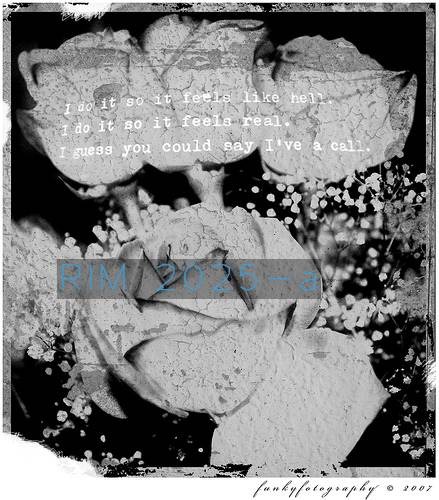 I do it so it feels like hell.
I do it so it feels real.
I guess you could say I've a call.
RIM 2025-a
funkyfotography © 2007